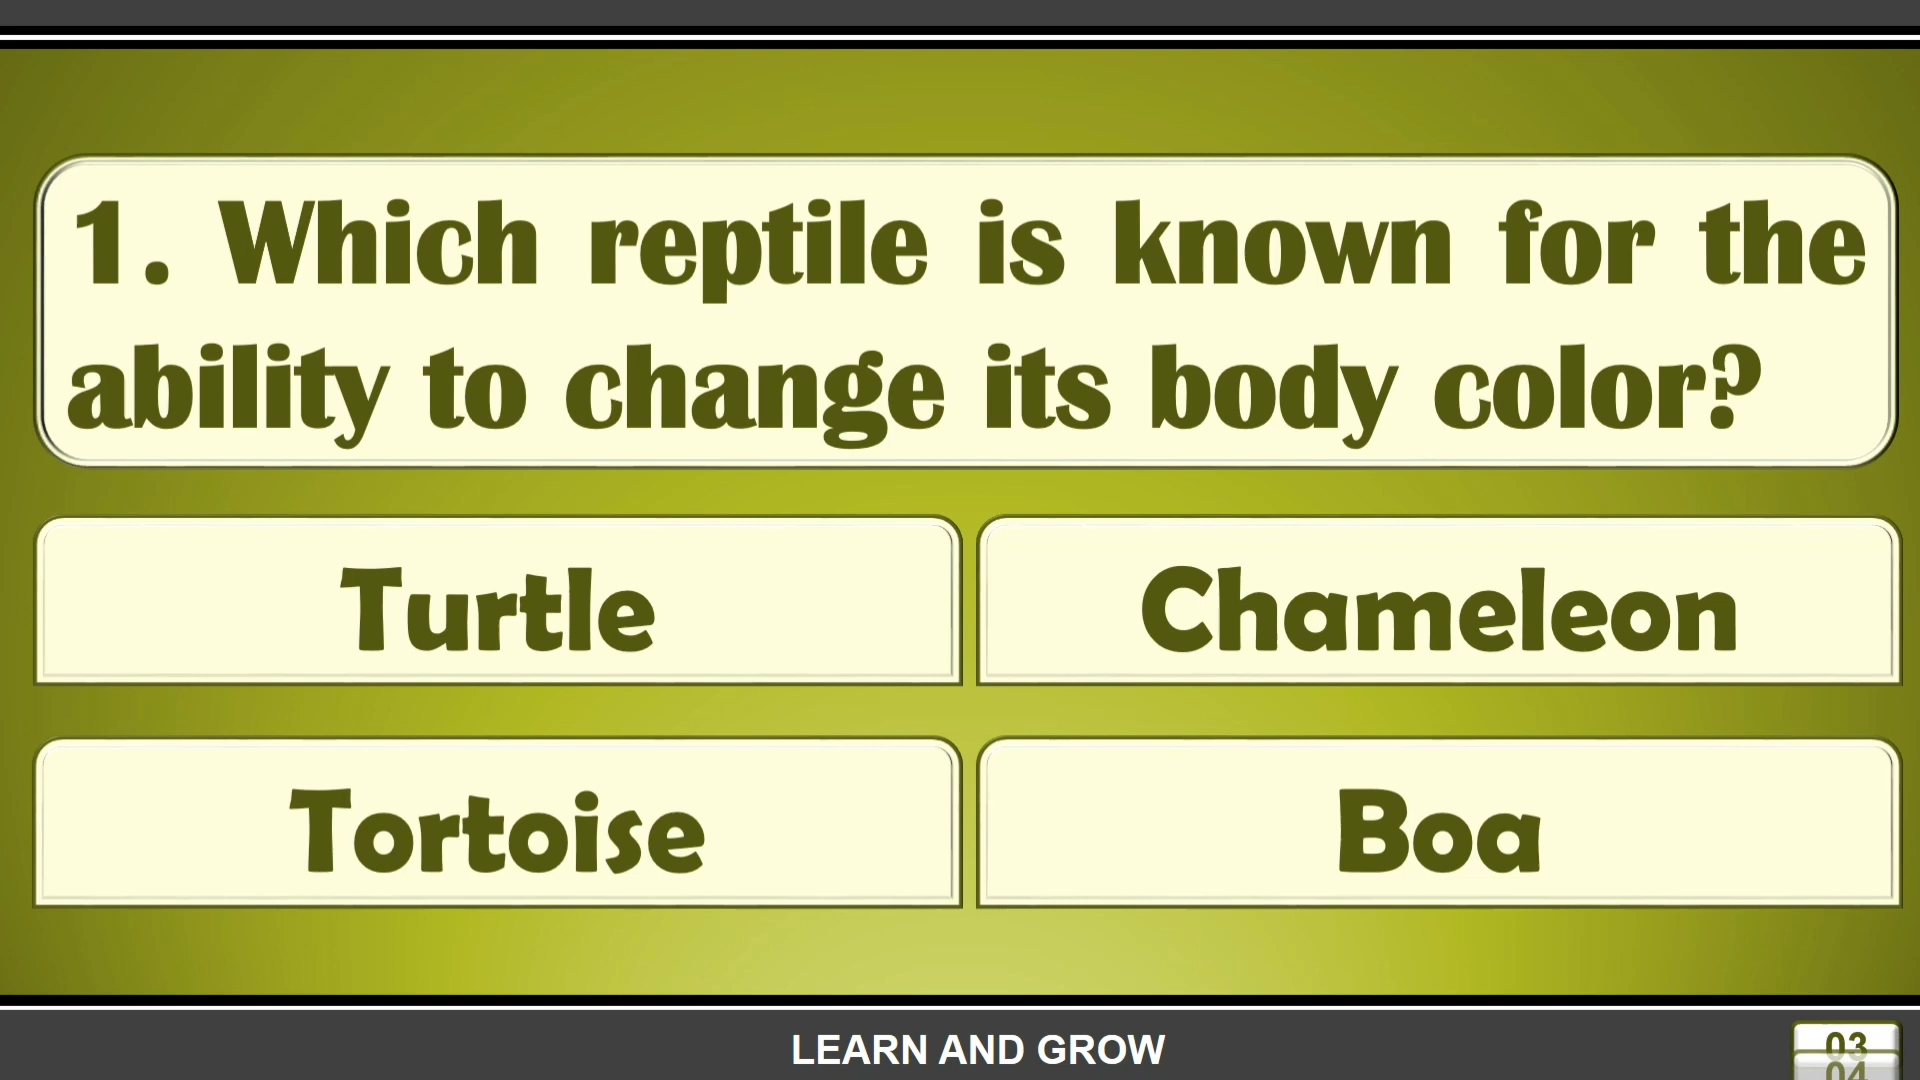 1. Which reptile is known for the
ability to change its body color?
Turtle
Chameleon
Tortoise
Boa
LEARN AND GROW
03
04